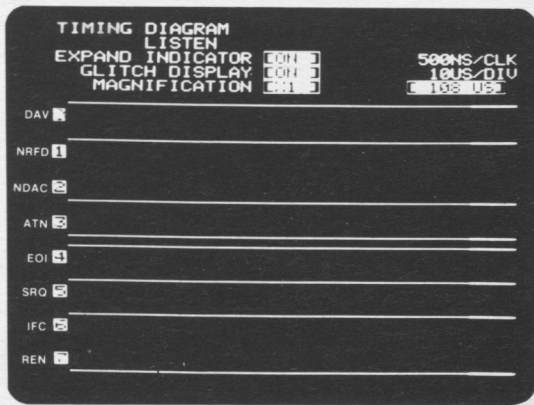 TIMING DIAGRAM
LISTEN
EXPAND INDICATOR [ON ]
GLITCH DISPLAY [ON ]
MAGNIFICATION [X1 ]
500NS/CLK
10US/DIV
[ 108 US]
DAV
NRFD 1
NDAC 2
ATN 3
EOI 4
SRQ 5
IFC 6
REN 7